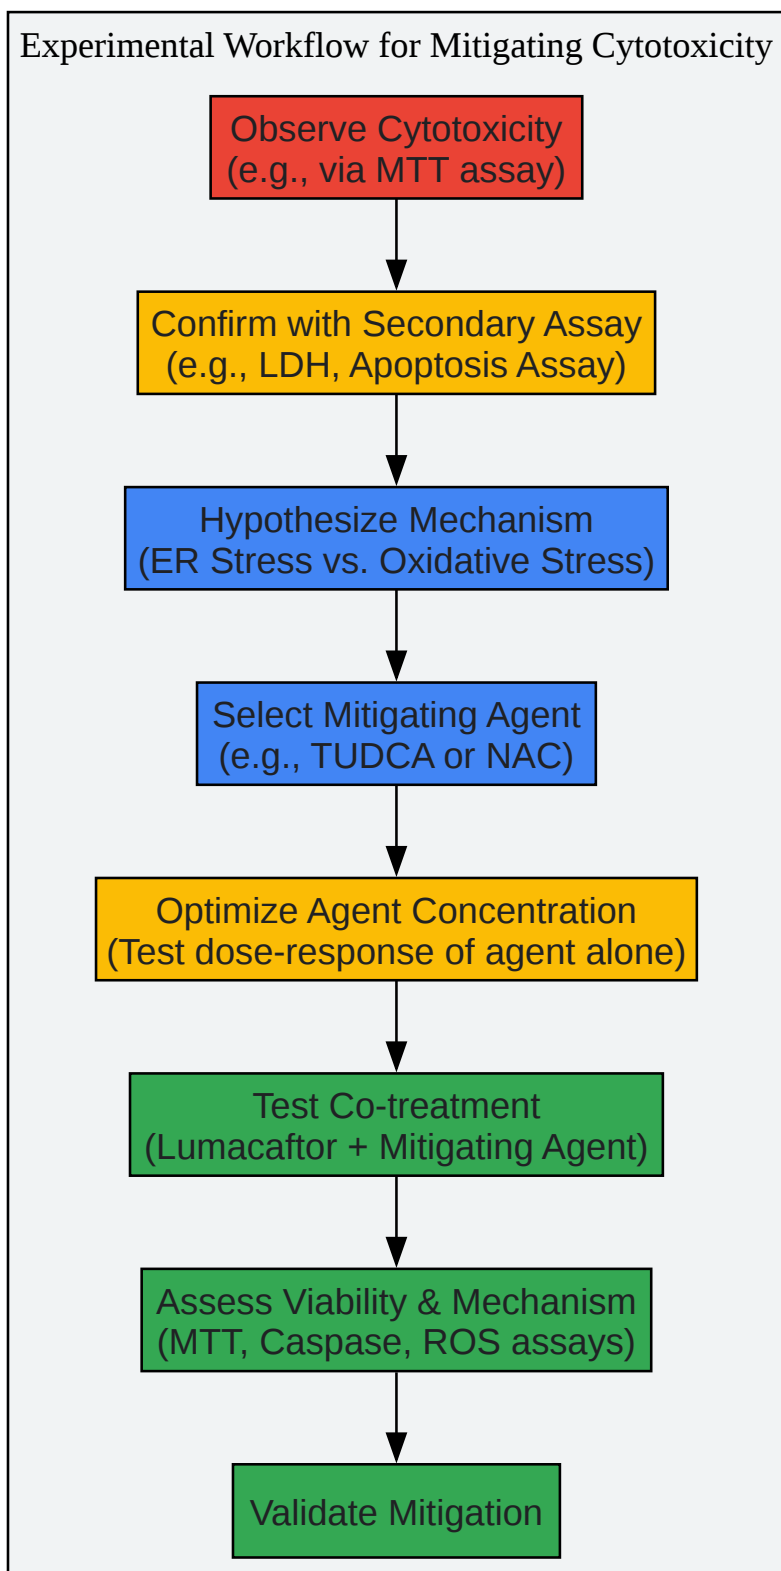 Experimental Workflow for Mitigating Cytotoxicity
Observe Cytotoxicity
(e.g., via MTT assay)
Confirm with Secondary Assay
(e.g., LDH, Apoptosis Assay)
Hypothesize Mechanism
(ER Stress vs. Oxidative Stress)
Select Mitigating Agent
(e.g., TUDCA or NAC)
Optimize Agent Concentration
(Test dose-response of agent alone)
Test Co-treatment
(Lumacaftor + Mitigating Agent)
Assess Viability & Mechanism
(MTT, Caspase, ROS assays)
Validate Mitigation